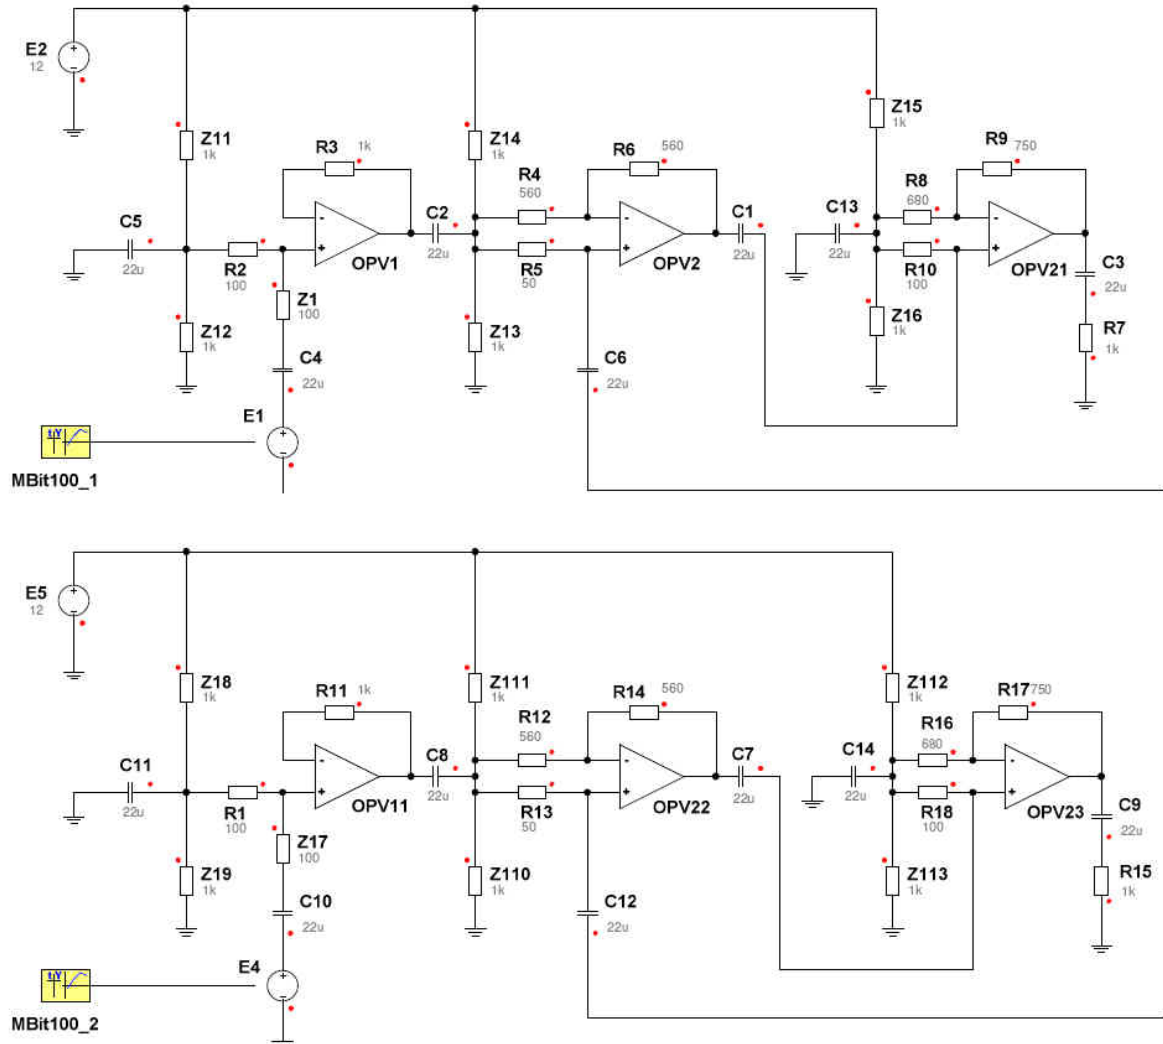 E2
12
Z11
1k
R3 1k
Z14
1k
R6 560
Z15
1k
R9
750
R4
560
R8
680
C5
22u
C2
22u
C1
22u
C13
22u
R2
100
OPV1
R5
50
OPV2
R10
100
OPV21
C3
22u
Z1
100
Z12
1k
Z13
1k
Z16
1k
R7
1k
C4
22u
C6
22u
E1
t Y
MBit100_1
E5
12
Z18
1k
R11 1k
Z111
1k
R14 560
Z112
1k
R17 750
R12
560
R16
680
C11
22u
C8
22u
C7
22u
C14
22u
R1
100
OPV11
R13
50
OPV22
R18
100
OPV23
C9
22u
Z17
100
Z19
1k
Z110
1k
Z113
1k
R15
1k
C10
22u
C12
22u
E4
t Y
MBit100_2